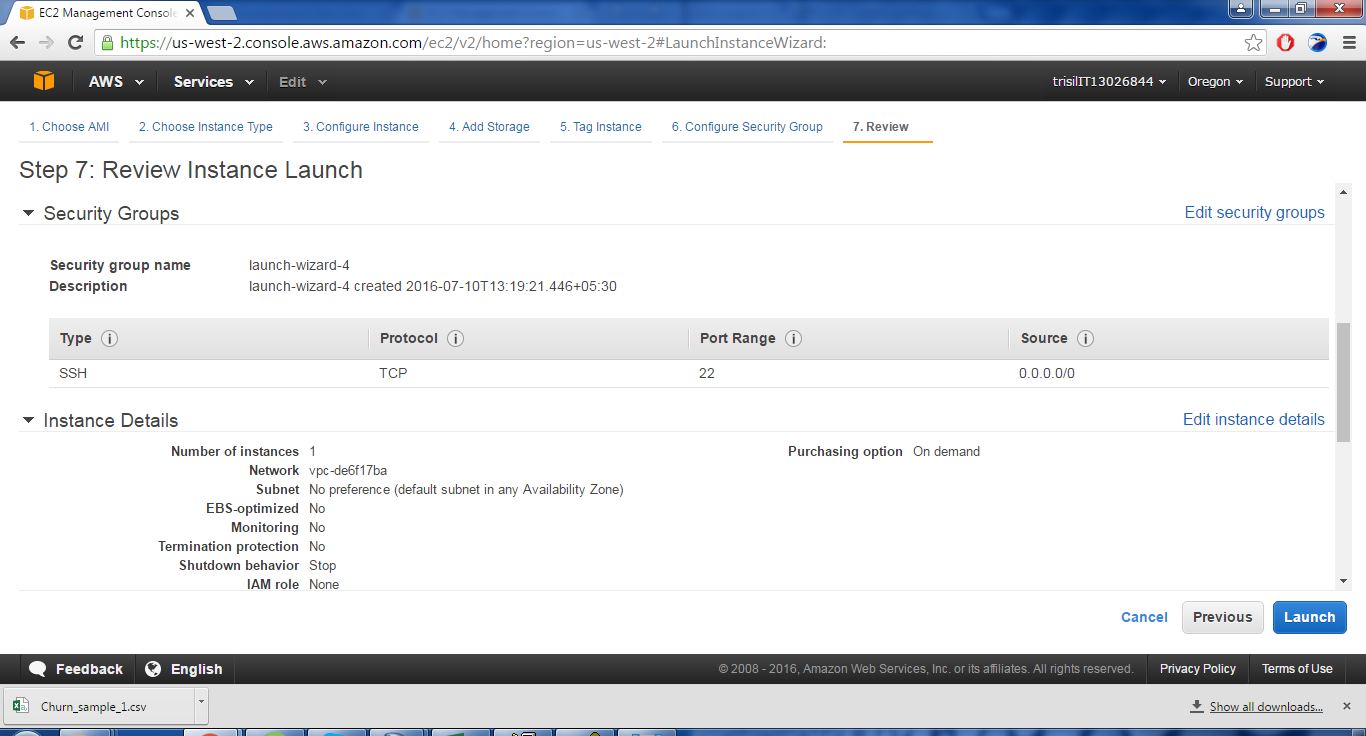 EC2 Management Console
https://us-west-2.console.aws.amazon.com/ec2/v2/home?region=us-west-2#LaunchInstanceWizard:
AWS Services Edit trisilIT13026844 Oregon Support
1. Choose AMI 2. Choose Instance Type 3. Configure Instance 4. Add Storage 5. Tag Instance 6. Configure Security Group 7. Review
Step 7: Review Instance Launch
Security Groups Edit security groups
Security group name launch-wizard-4
Description launch-wizard-4 created 2016-07-10T13:19:21.446+05:30
Type Protocol Port Range Source
SSH TCP 22 0.0.0.0/0
Instance Details Edit instance details
Number of instances 1 Purchasing option On demand
Network vpc-de6f17ba
Subnet No preference (default subnet in any Availability Zone)
EBS-optimized No
Monitoring No
Termination protection No
Shutdown behavior Stop
IAM role None
Cancel Previous Launch
Feedback English © 2008 - 2016, Amazon Web Services, Inc. or its affiliates. All rights reserved. Privacy Policy Terms of Use
Churn_sample_1.csv Show all downloads...